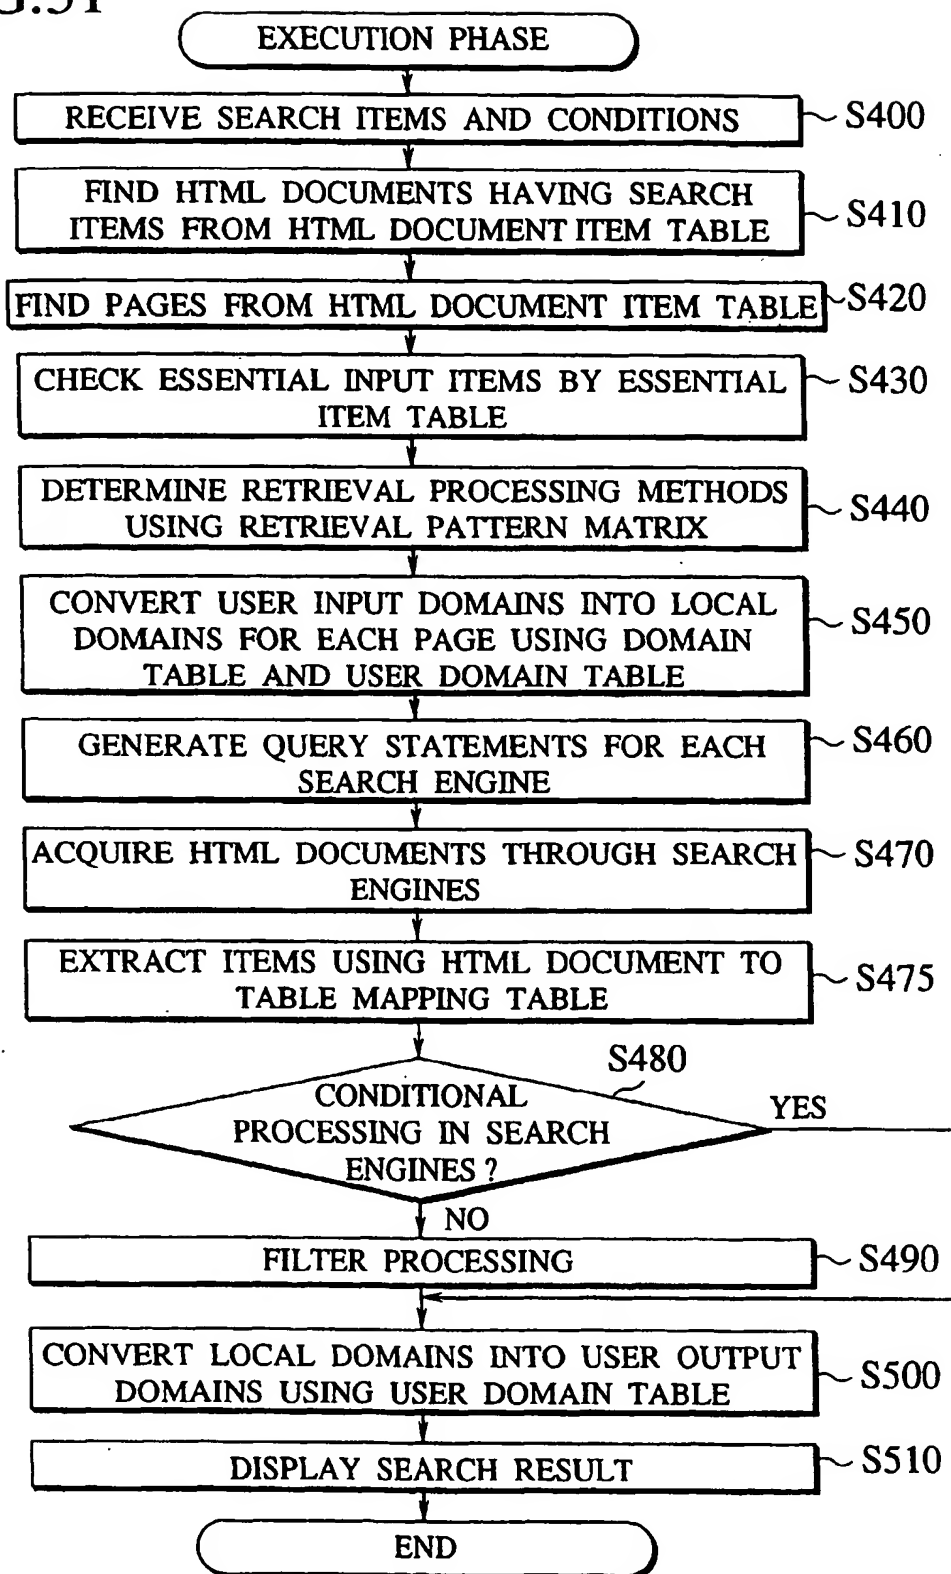 EXECUTION PHASE
RECEIVE SEARCH ITEMS AND CONDITIONS
S400
FIND HTML DOCUMENTS HAVING SEARCH
ITEMS FROM HTML DOCUMENT ITEM TABLE
S410
FIND PAGES FROM HTML DOCUMENT ITEM TABLE
S420
CHECK ESSENTIAL INPUT ITEMS BY ESSENTIAL
ITEM TABLE
S430
DETERMINE RETRIEVAL PROCESSING METHODS
USING RETRIEVAL PATTERN MATRIX
S440
CONVERT USER INPUT DOMAINS INTO LOCAL
DOMAINS FOR EACH PAGE USING DOMAIN
TABLE AND USER DOMAIN TABLE
S450
GENERATE QUERY STATEMENTS FOR EACH
SEARCH ENGINE
S460
ACQUIRE HTML DOCUMENTS THROUGH SEARCH
ENGINES
S470
EXTRACT ITEMS USING HTML DOCUMENT TO
TABLE MAPPING TABLE
S475
S480
CONDITIONAL
PROCESSING IN SEARCH
ENGINES ?
YES
NO
FILTER PROCESSING
S490
CONVERT LOCAL DOMAINS INTO USER OUTPUT
DOMAINS USING USER DOMAIN TABLE
S500
DISPLAY SEARCH RESULT
S510
END